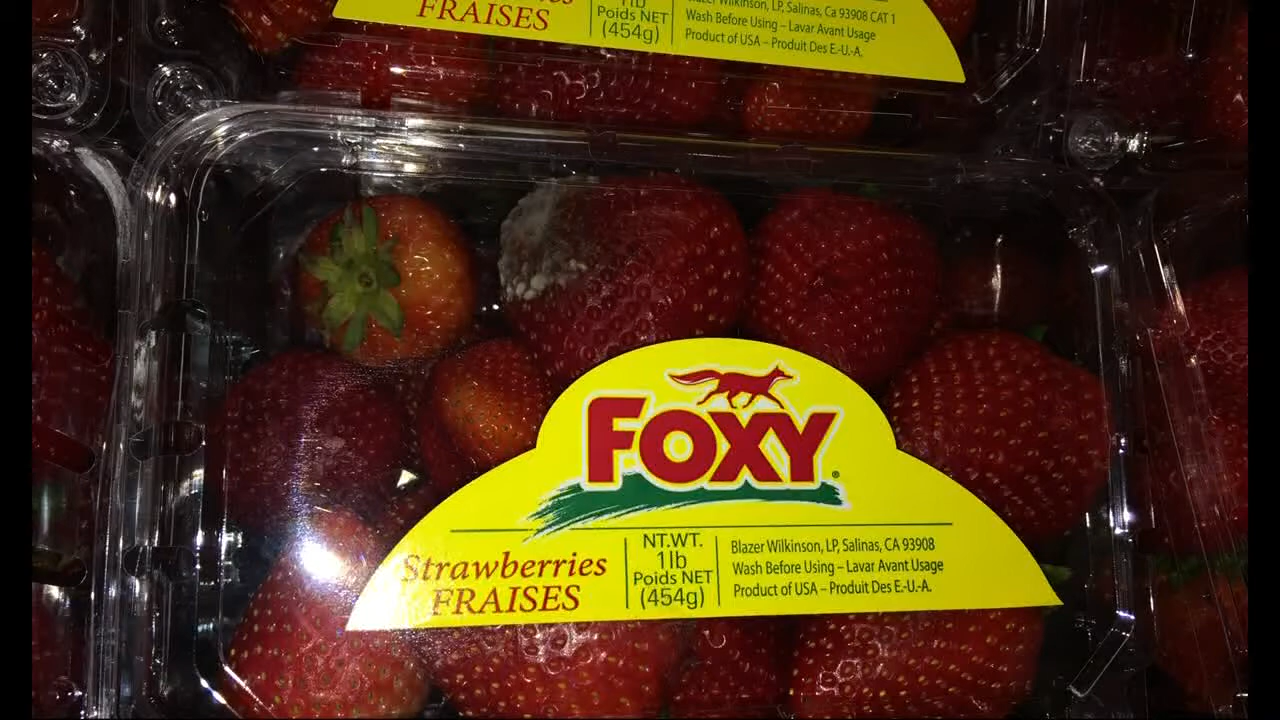 FRAISES
1lb
Poids NET
(454g)
Blazer Wilkinson, LP, Salinas, CA 93908 CAT 1
Wash Before Using – Lavar Avant Usage
Product of USA – Produit Des E.-U.-A.
FOXY®
Strawberries
FRAISES
NT.WT.
1lb
Poids NET
(454g)
Blazer Wilkinson, LP, Salinas, CA 93908
Wash Before Using – Lavar Avant Usage
Product of USA – Produit Des E.-U.-A.